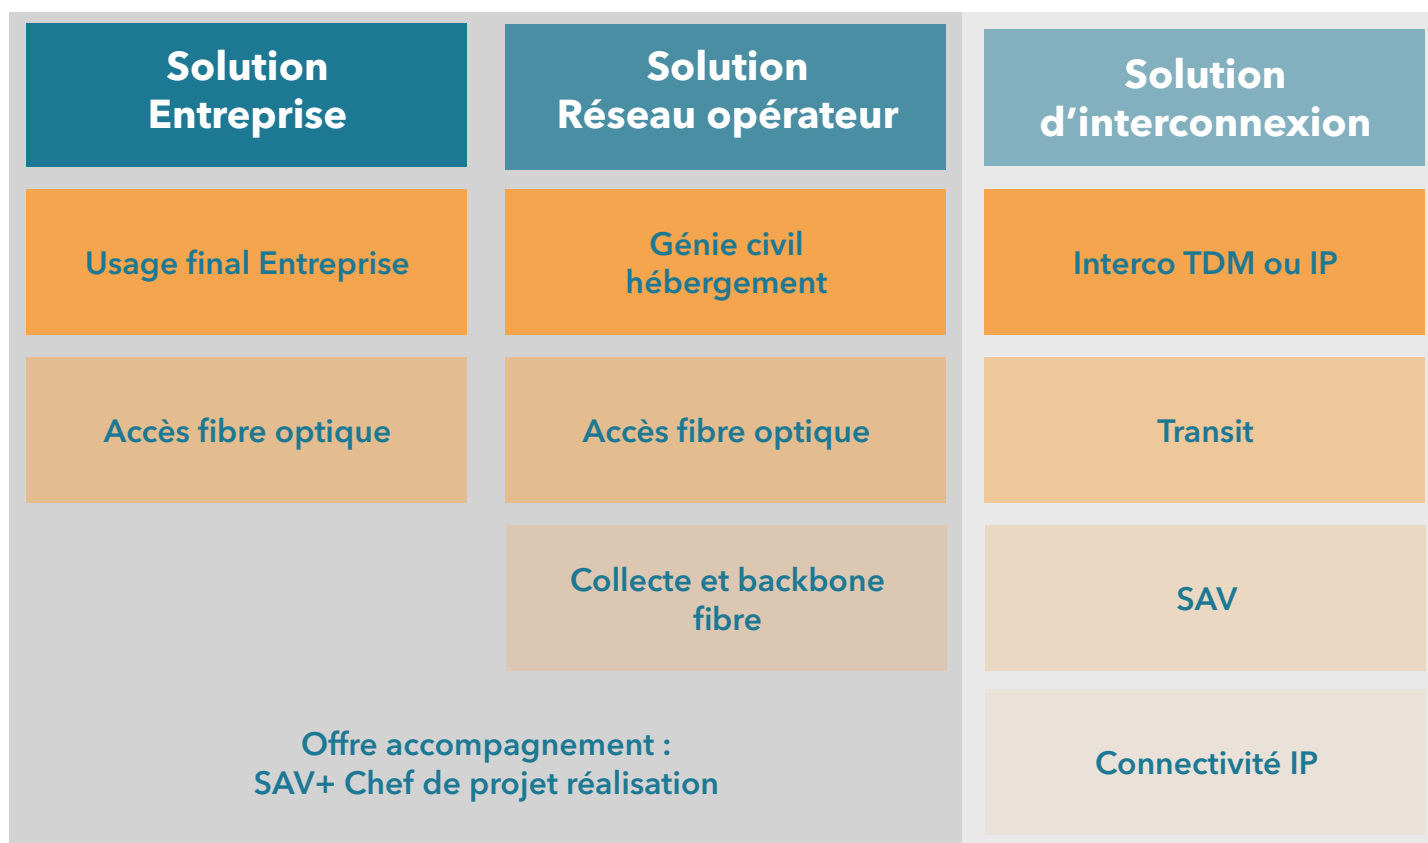 Solution
Entreprise
Usage final Entreprise
Accès fibre optique
Solution
Réseau opérateur
Génie civil
hébergement
Accès fibre optique
Collecte et backbone
fibre
Offre accompagnement :
SAV+ Chef de projet réalisation
Solution
d’interconnexion
Interco TDM ou IP
Transit
SAV
Connectivité IP